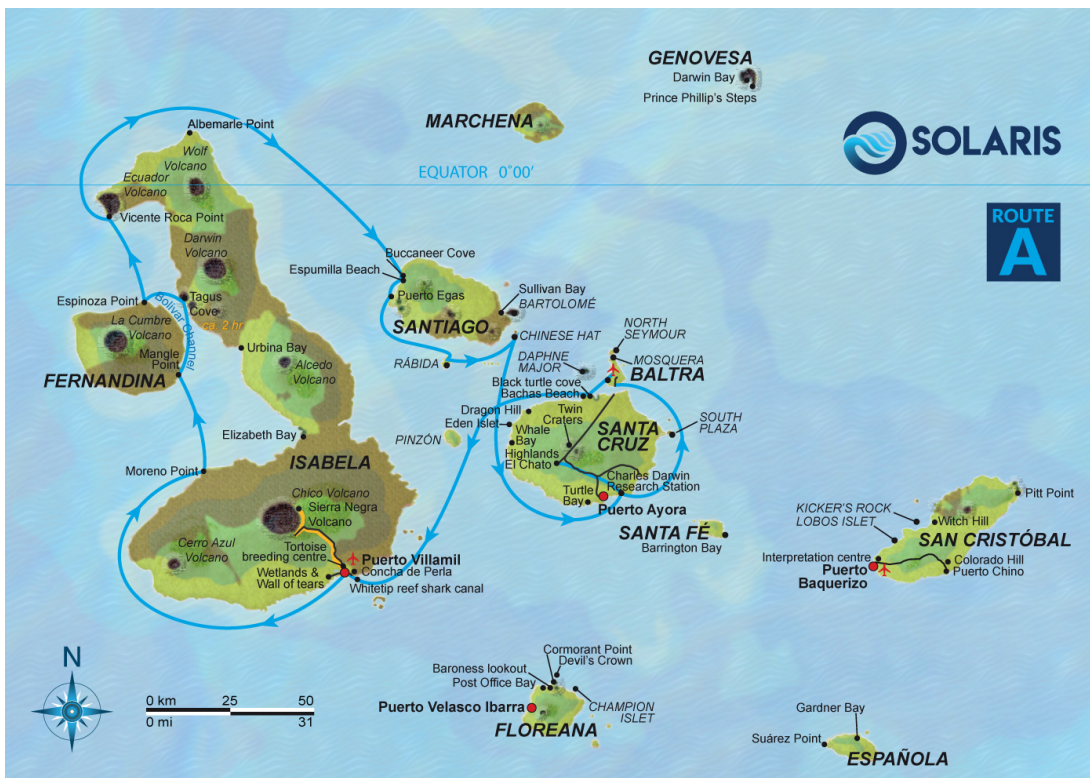 GENOVESA
Darwin Bay
Prince Phillip's Steps
MARCHENA
SOLARIS
EQUATOR 0°00'
ROUTE
A
Albemarle Point
Wolf
Volcano
Ecuador
Volcano
Vicente Roca Point
Darwin
Volcano
Buccaneer Cove
Espumilla Beach
Puerto Egas
Sullivan Bay
BARTOLOMÉ
SANTIAGO
CHINESE HAT
RÁBIDA
Espinoza Point
Bolivar Channel
Tagus
Cove
ca. 2 hr
La Cumbre
Volcano
Mangle
Point
FERNANDINA
Urbina Bay
Alcedo
Volcano
NORTH
SEYMOUR
MOSQUERA
DAPHNE
MAJOR
BALTRA
Black turtle cove
Bachas Beach
Dragon Hill
Eden Islet
Whale
Bay
Twin
Craters
SANTA
CRUZ
SOUTH
PLAZA
Highlands
El Chato
Charles Darwin
Research Station
Turtle
Bay
Puerto Ayora
PINZÓN
Elizabeth Bay
ISABELA
Moreno Point
Chico Volcano
Sierra Negra
Volcano
Cerro Azul
Volcano
Tortoise
breeding centre
Puerto Villamil
Concha de Perla
Wetlands &
Wall of tears
Whitetip reef shark canal
SANTA FÉ
Barrington Bay
Pitt Point
KICKER'S ROCK
LOBOS ISLET
Witch Hill
SAN CRISTÓBAL
Interpretation centre
Puerto
Baquerizo
Colorado Hill
Puerto Chino
N
0 km 25 50
0 mi 31
Cormorant Point
Devil's Crown
Baroness lookout
Post Office Bay
CHAMPION
ISLET
Puerto Velasco Ibarra
FLOREANA
Gardner Bay
Suárez Point
ESPAÑOLA